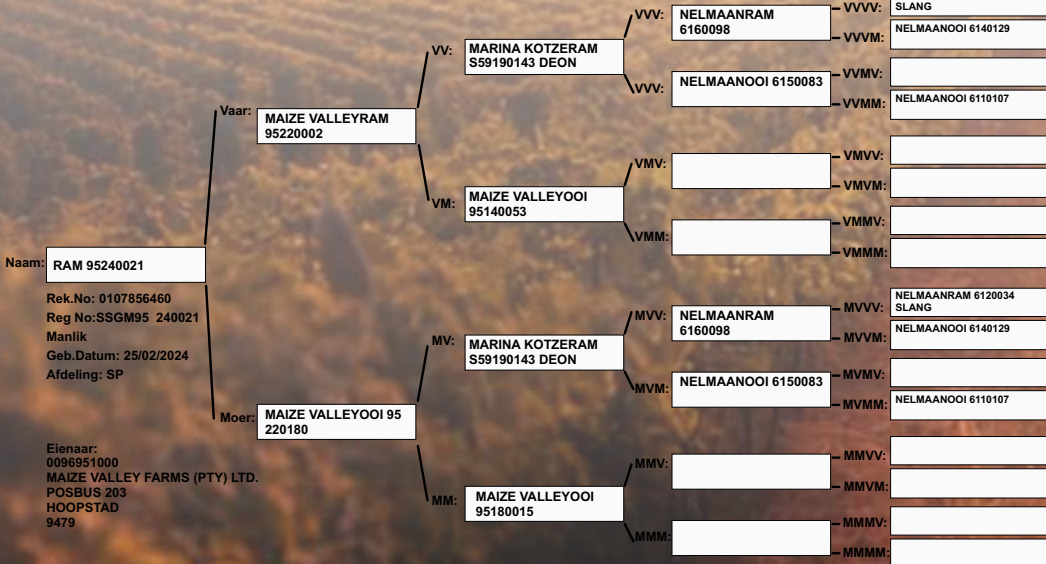 Naam:
RAM 95240021
Rek.No: 0107856460
Reg No:SSGM95 240021
Manlik
Geb.Datum: 25/02/2024
Afdeling: SP
Eienaar:
0096951000
MAIZE VALLEY FARMS (PTY) LTD.
POSBUS 203
HOOPSTAD
9479
Vaar:
MAIZE VALLEYRAM
95220002
Moer:
MAIZE VALLEYOOI 95
220180
VV:
MARINA KOTZERAM
S59190143 DEON
VM:
MAIZE VALLEYOOI
95140053
MV:
MARINA KOTZERAM
S59190143 DEON
MM:
MAIZE VALLEYOOI
95180015
VVV:
NELMAANRAM
6160098
VVV:
NELMAANOOI 6150083
VMV:
VMM:
MVV:
NELMAANRAM
6160098
MVM:
NELMAANOOI 6150083
MMV:
MMM:
VVVV:
SLANG
VVVM:
NELMAANOOI 6140129
VVMV:
VVMM:
NELMAANOOI 6110107
VMVV:
VMVM:
VMMV:
VMMM:
MVVV:
NELMAANRAM 6120034
SLANG
MVVM:
NELMAANOOI 6140129
MVMV:
MVMM:
NELMAANOOI 6110107
MMVV:
MMVM:
MMMV:
MMMM: